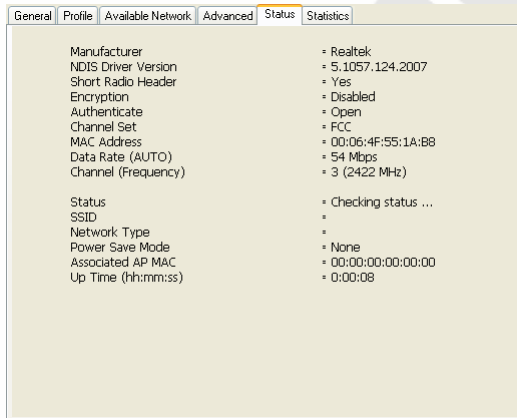 General Profile Available Network Advanced Status Statistics
Manufacturer = Realtek
NDIS Driver Version = 5.1057.124.2007
Short Radio Header = Yes
Encryption = Disabled
Authenticate = Open
Channel Set = FCC
MAC Address = 00:06:4F:55:1A:B8
Data Rate (AUTO) = 54 Mbps
Channel (Frequency) = 3 (2422 MHz)
Status = Checking status ...
SSID =
Network Type =
Power Save Mode = None
Associated AP MAC = 00:00:00:00:00:00
Up Time (hh:mm:ss) = 0:00:08